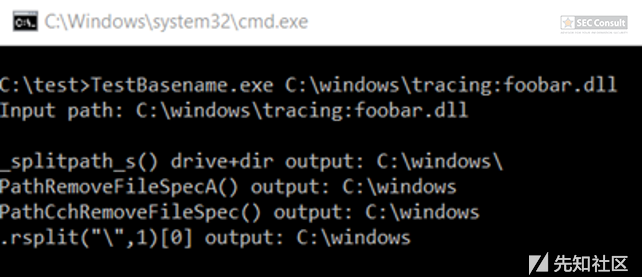 C:\Windows\system32\cmd.exe
SEC Consult
C:\test>TestBasename.exe C:\windows\tracing:foobar.dll
Input path: C:\windows\tracing:foobar.dll
_splitpath_s() drive+dir output: C:\windows\
PathRemoveFileSpecA() output: C:\windows
PathCchRemoveFileSpec() output: C:\windows
.rsplit("\",1)[0] output: C:\windows
先知社区